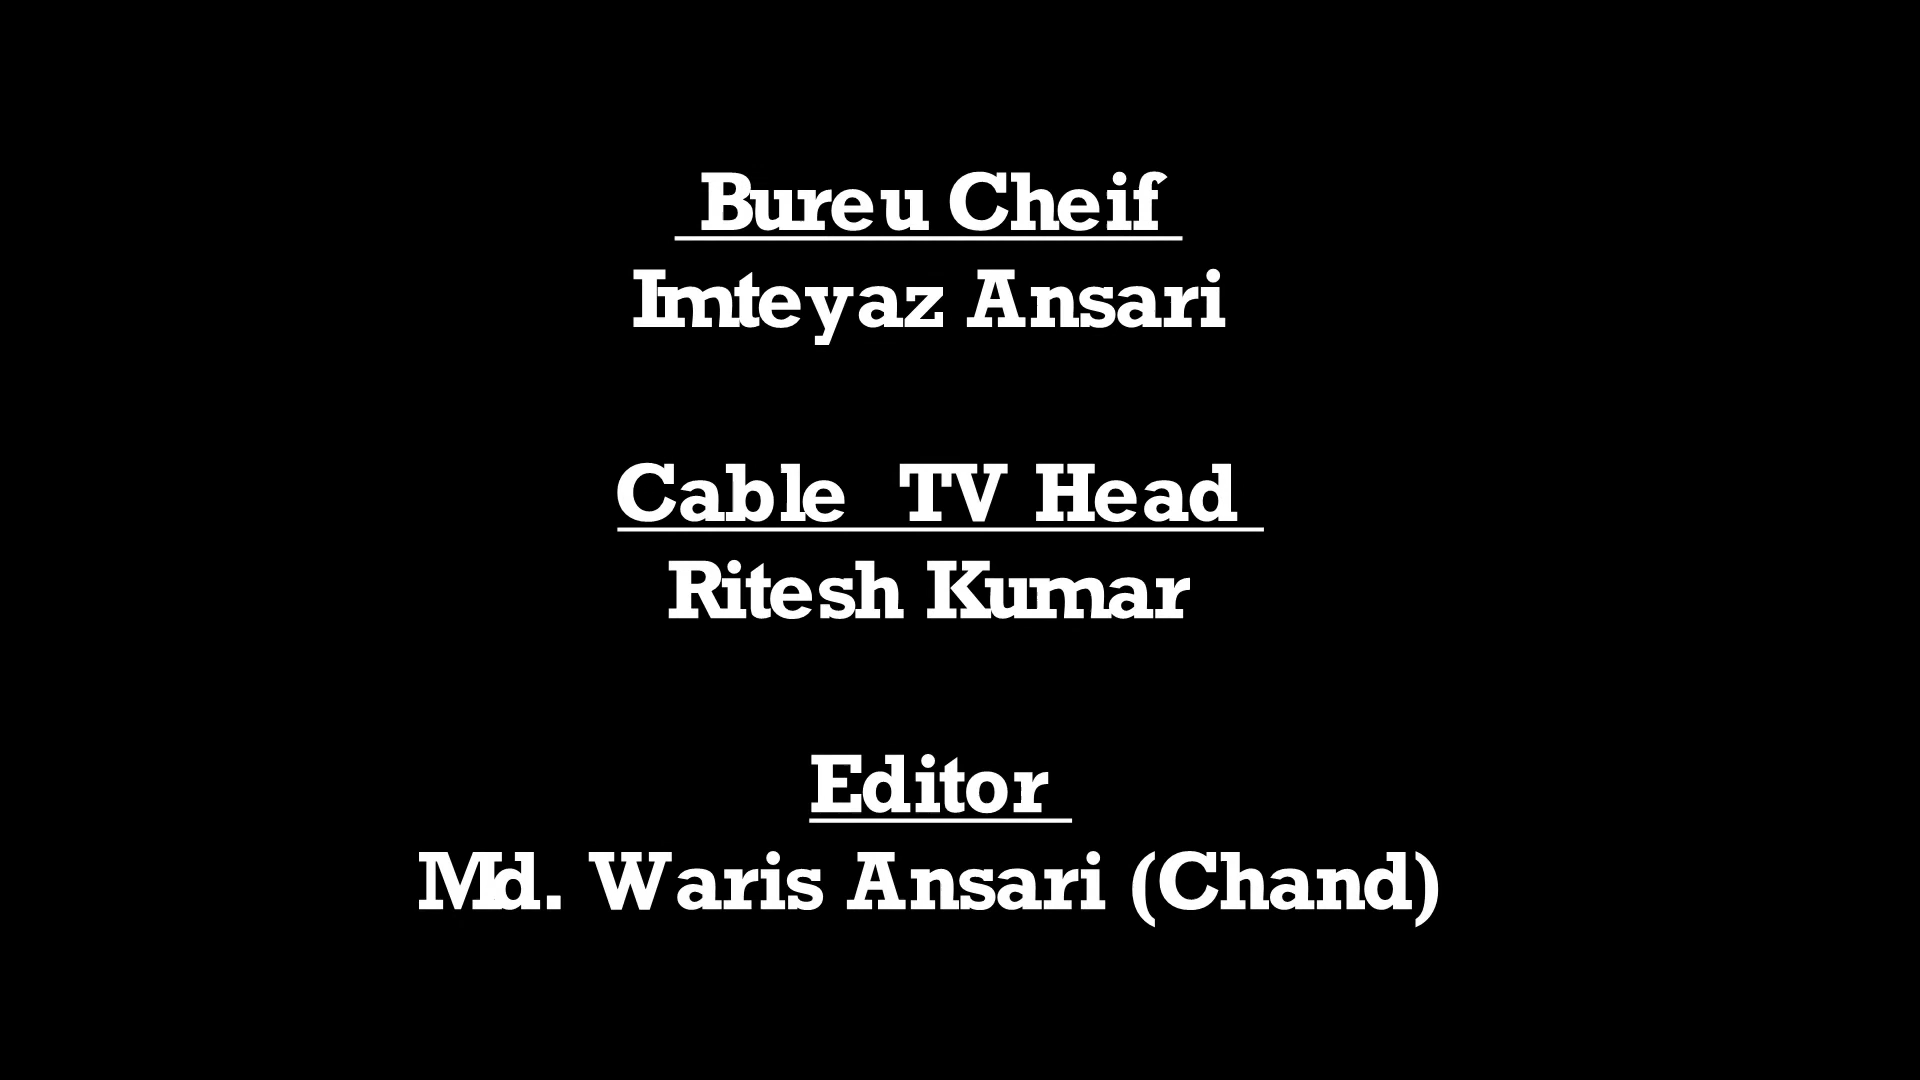 Bureu Cheif
Imteyaz Ansari
Cable TV Head
Ritesh Kumar
Editor
Md. Waris Ansari (Chand)